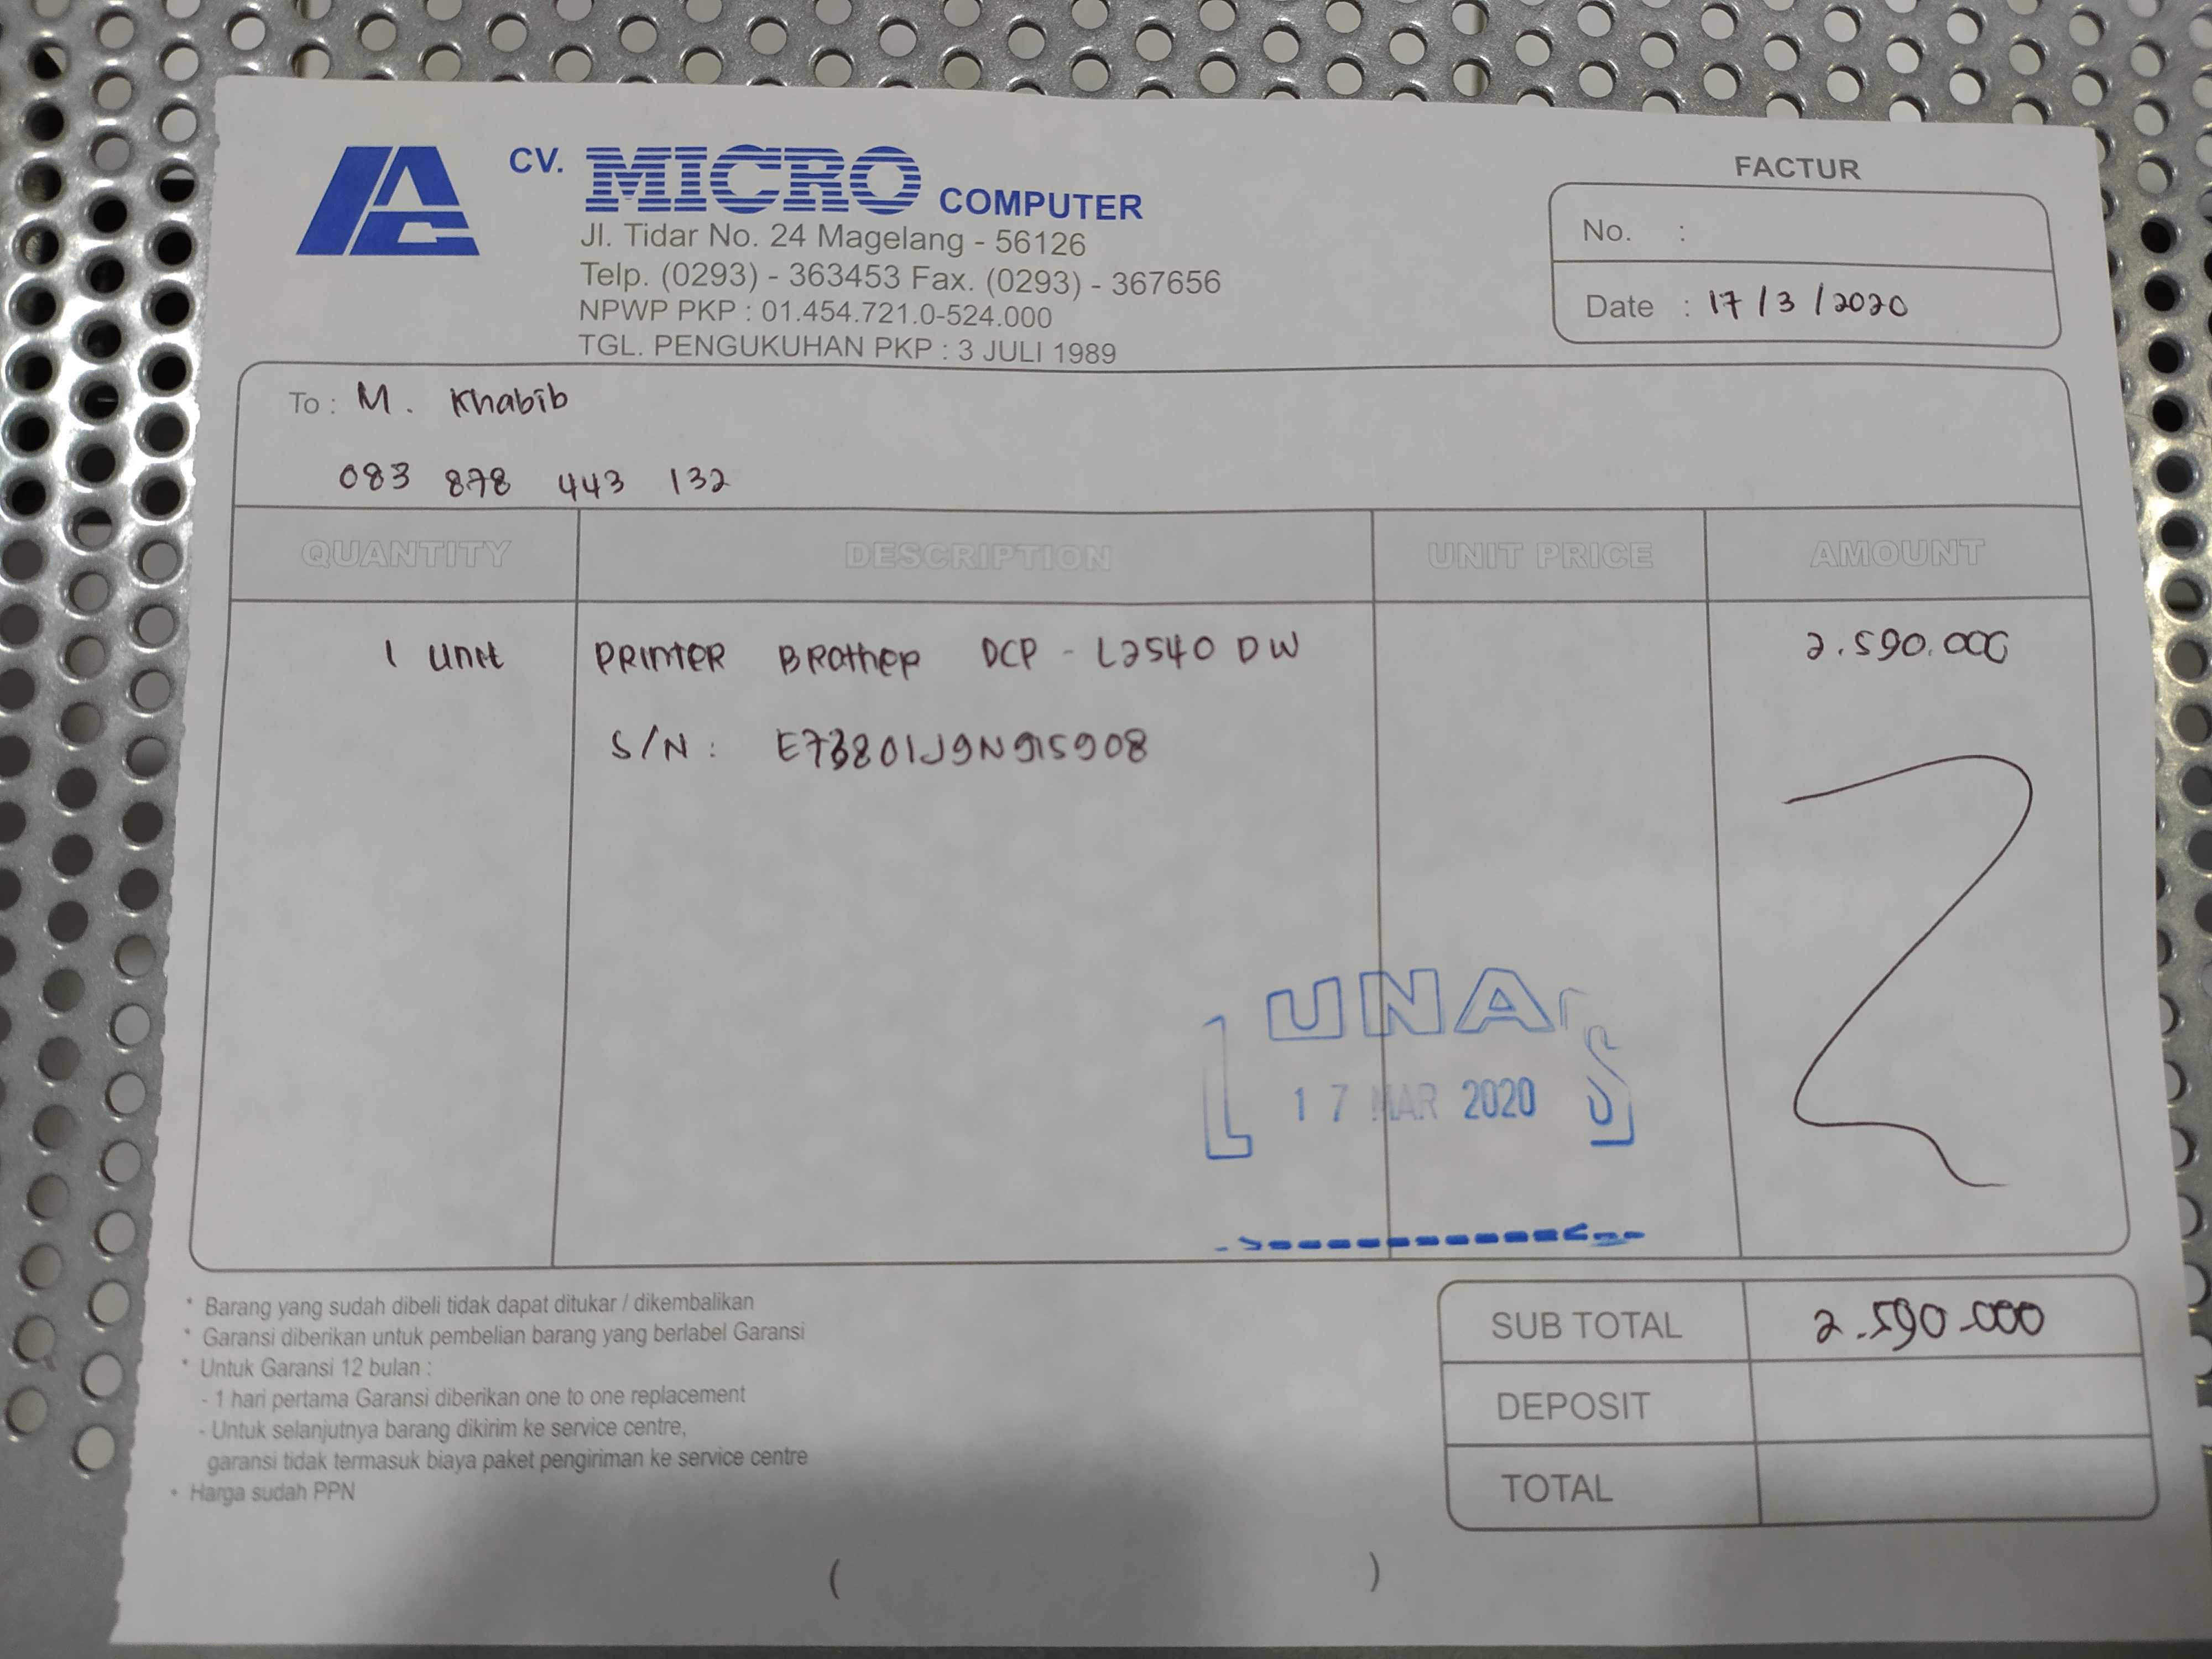 CV. MICRO COMPUTER
Jl. Tidar No. 24 Magelang - 56126
Telp. (0293) - 363453 Fax. (0293) - 367656
NPWP PKP : 01.454.721.0-524.000
TGL. PENGUKUHAN PKP : 3 JULI 1989
FACTUR
No. :
Date : 17 / 3 / 2020
To : M. Khabib
083 878 443 132
QUANTITY DESCRIPTION UNIT PRICE AMOUNT
1 Unit PRINTER BROTHER DCP - L2540 DW 2.590.000
S/N : E73801J9N915908
LUNAS
17 MAR 2020
* Barang yang sudah dibeli tidak dapat ditukar / dikembalikan
* Garansi diberikan untuk pembelian barang yang berlabel Garansi
* Untuk Garansi 12 bulan :
- 1 hari pertama Garansi diberikan one to one replacement
- Untuk selanjutnya barang dikirim ke service centre,
garansi tidak termasuk biaya paket pengiriman ke service centre
* Harga sudah PPN
SUB TOTAL 2.590.000
DEPOSIT
TOTAL
( )